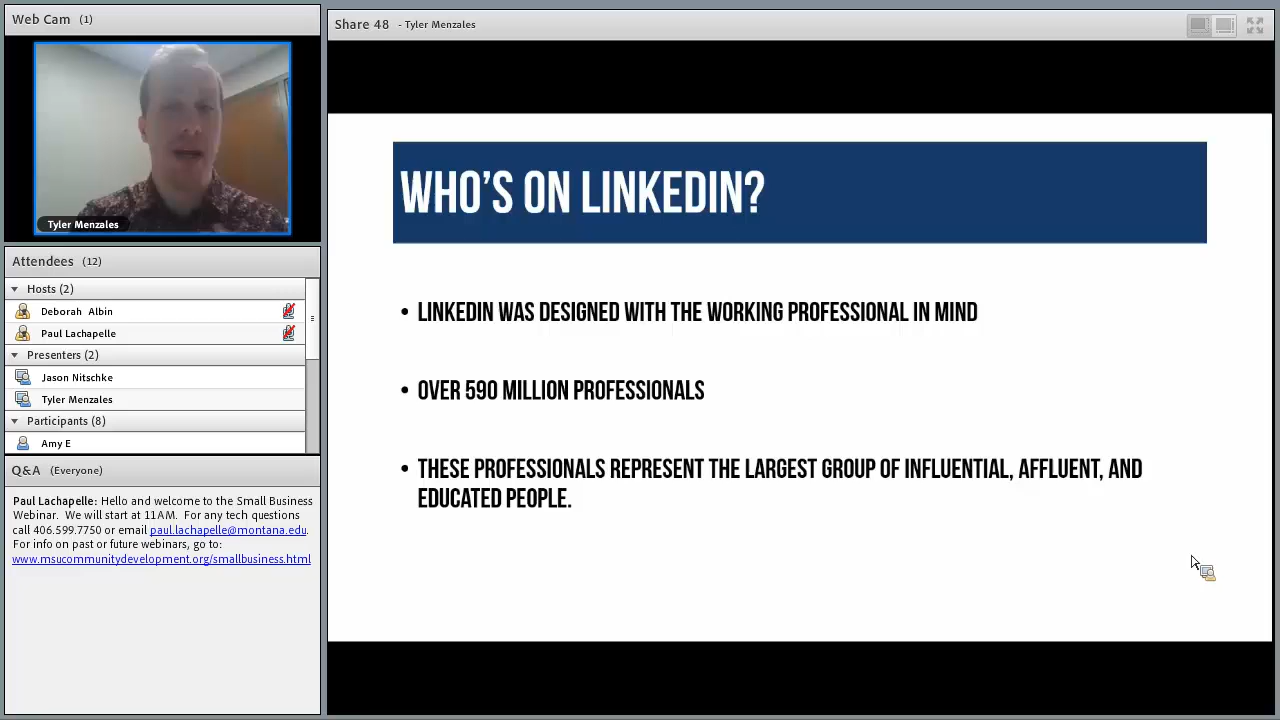 Web Cam (1)
Tyler Menzales
Attendees (12)
Hosts (2)
Deborah Albin
Paul Lachapelle
Presenters (2)
Jason Nitschke
Tyler Menzales
Participants (8)
Amy E
Q&A (Everyone)
Paul Lachapelle: Hello and welcome to the Small Business
Webinar. We will start at 11AM. For any tech questions
call 406.599.7750 or email paul.lachapelle@montana.edu.
For info on past or future webinars, go to:
www.msucommunitydevelopment.org/smallbusiness.html
Share 48 - Tyler Menzales
WHO'S ON LINKEDIN?
• LINKEDIN WAS DESIGNED WITH THE WORKING PROFESSIONAL IN MIND
• OVER 590 MILLION PROFESSIONALS
• THESE PROFESSIONALS REPRESENT THE LARGEST GROUP OF INFLUENTIAL, AFFLUENT, AND
EDUCATED PEOPLE.